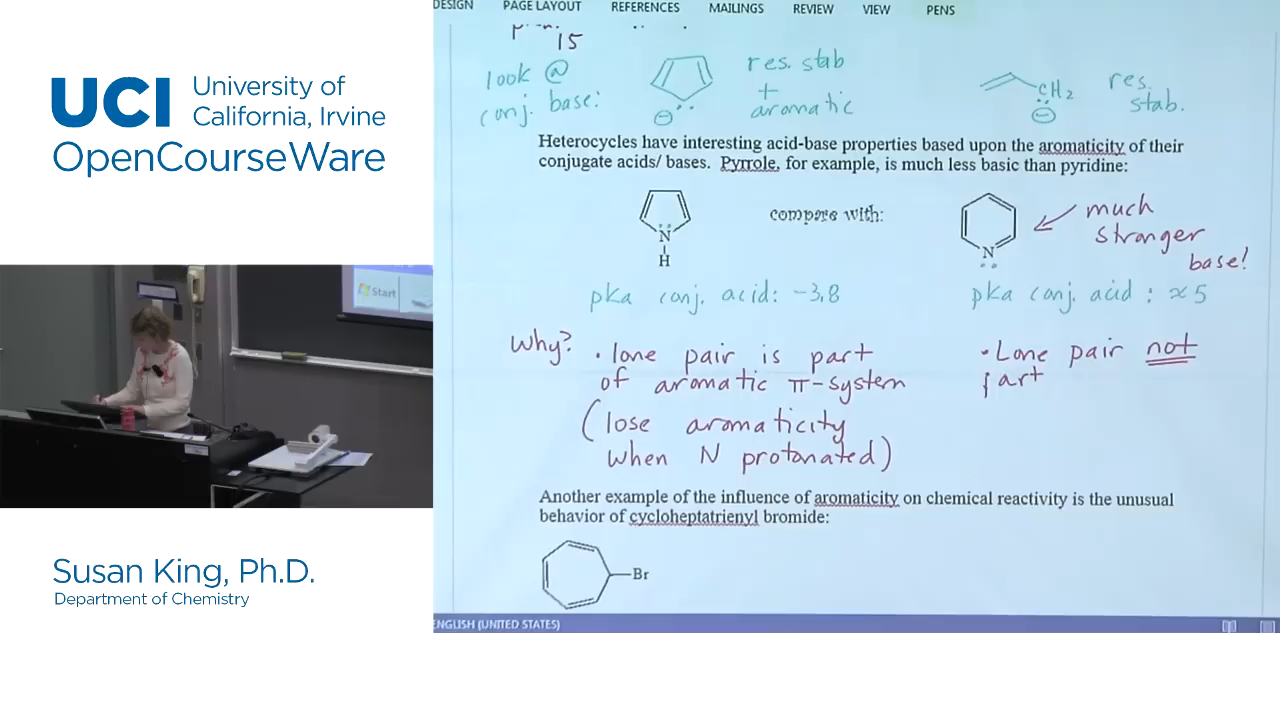 DESIGN PAGE LAYOUT REFERENCES MAILINGS REVIEW VIEW PENS
UCI University of California, Irvine
OpenCourseWare
15
look @ conj. base:
⊖
res. stab + aromatic
CH2
⊖
res. stab.
Heterocycles have interesting acid-base properties based upon the aromaticity of their
conjugate acids/ bases. Pyrrole, for example, is much less basic than pyridine:
N
H
compare with:
N
much stronger base!
pka conj. acid: -3.8
pka conj. acid: ≈ 5
Why?
• lone pair is part
of aromatic π-system
(lose aromaticity
when N protonated)
• Lone pair not
part
Another example of the influence of aromaticity on chemical reactivity is the unusual
behavior of cycloheptatrienyl bromide:
Br
ENGLISH (UNITED STATES)
Start
Susan King, Ph.D.
Department of Chemistry